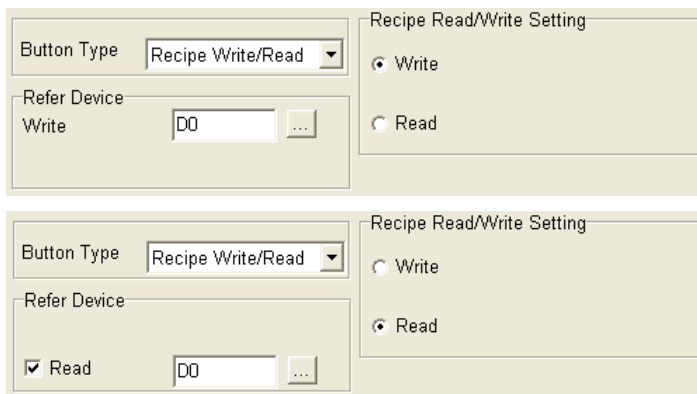 Recipe Read/Write Setting
Button Type Recipe Write/Read
Write
Refer Device
Write D0 ...
Read
Recipe Read/Write Setting
Button Type Recipe Write/Read
Write
Refer Device
Read
Read D0 ...